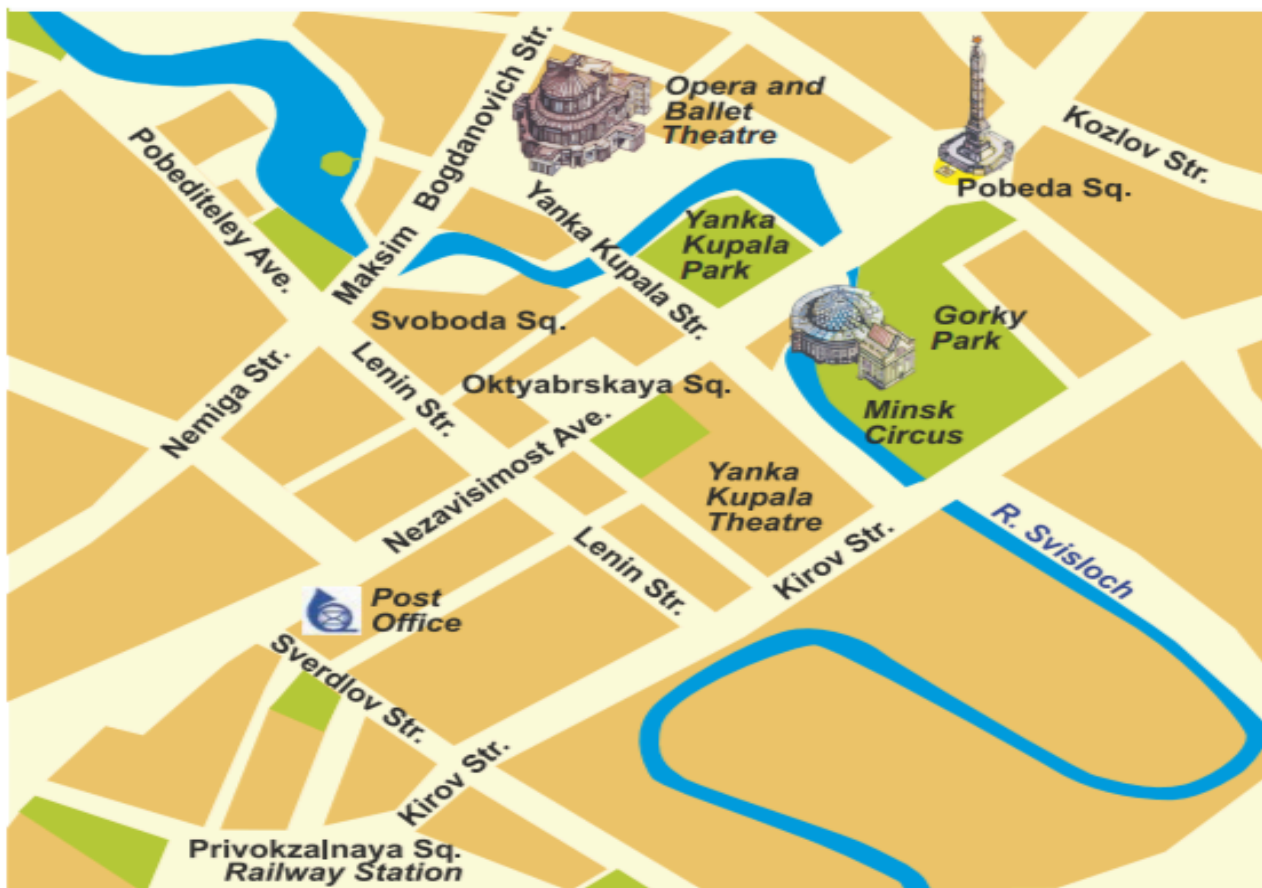 Maksim Bogdanovich Str.
Opera and
Ballet
Theatre
Kozlov Str.
Pobediteley Ave.
Pobeda Sq.
Yanka Kupala Str.
Yanka
Kupala
Park
Svoboda Sq.
Gorky
Park
Nemiga Str.
Lenin Str.
Oktyabrskaya Sq.
Minsk
Circus
Nezavisimost Ave.
Yanka
Kupala
Theatre
R. Svisloch
Lenin Str.
Kirov Str.
Post
Office
Sverdlov Str.
Kirov Str.
Privokzalnaya Sq.
Railway Station